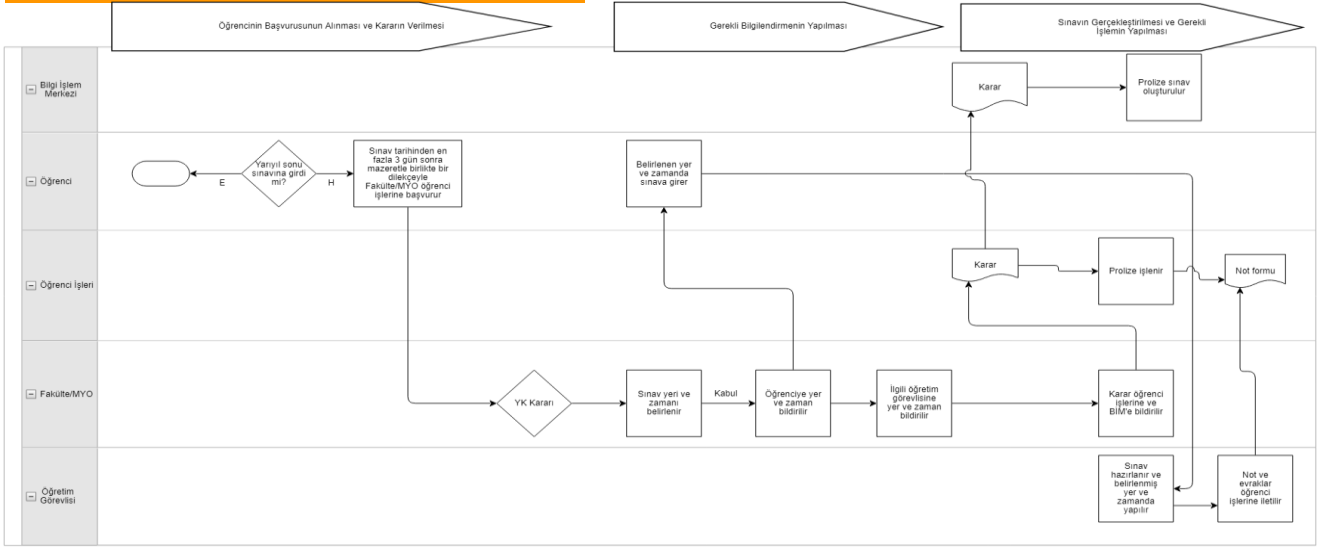 Öğrencinin Başvurusunun Alınması ve Kararın Verilmesi
Gerekli Bilgilendirmenin Yapılması
Sınavın Gerçekleştirilmesi ve Gerekli
İşlemin Yapılması
Bilgi İşlem
Merkezi
Karar
Prolize sınav
oluşturulur
Öğrenci
E
Yarıyıl sonu
sınavına girdi
mi?
H
Sınav tarihinden en
fazla 3 gün sonra
mazeretle birlikte bir
dilekçeyle
Fakülte/MYO öğrenci
işlerine başvurur
Belirlenen yer
ve zamanda
sınava girer
Öğrenci İşleri
Karar
Prolize işlenir
Not formu
Fakülte/MYO
YK Kararı
Sınav yeri ve
zamanı
belirlenir
Kabul
Öğrenciye yer
ve zaman
bildirilir
İlgili öğretim
görevlisine
yer ve zaman
bildirilir
Karar öğrenci
işlerine ve
BİM'e bildirilir
Öğretim
Görevlisi
Sınav
hazırlanır ve
belirlenmiş
yer ve
zamanda
yapılır
Not ve
evraklar
öğrenci
işlerine iletilir